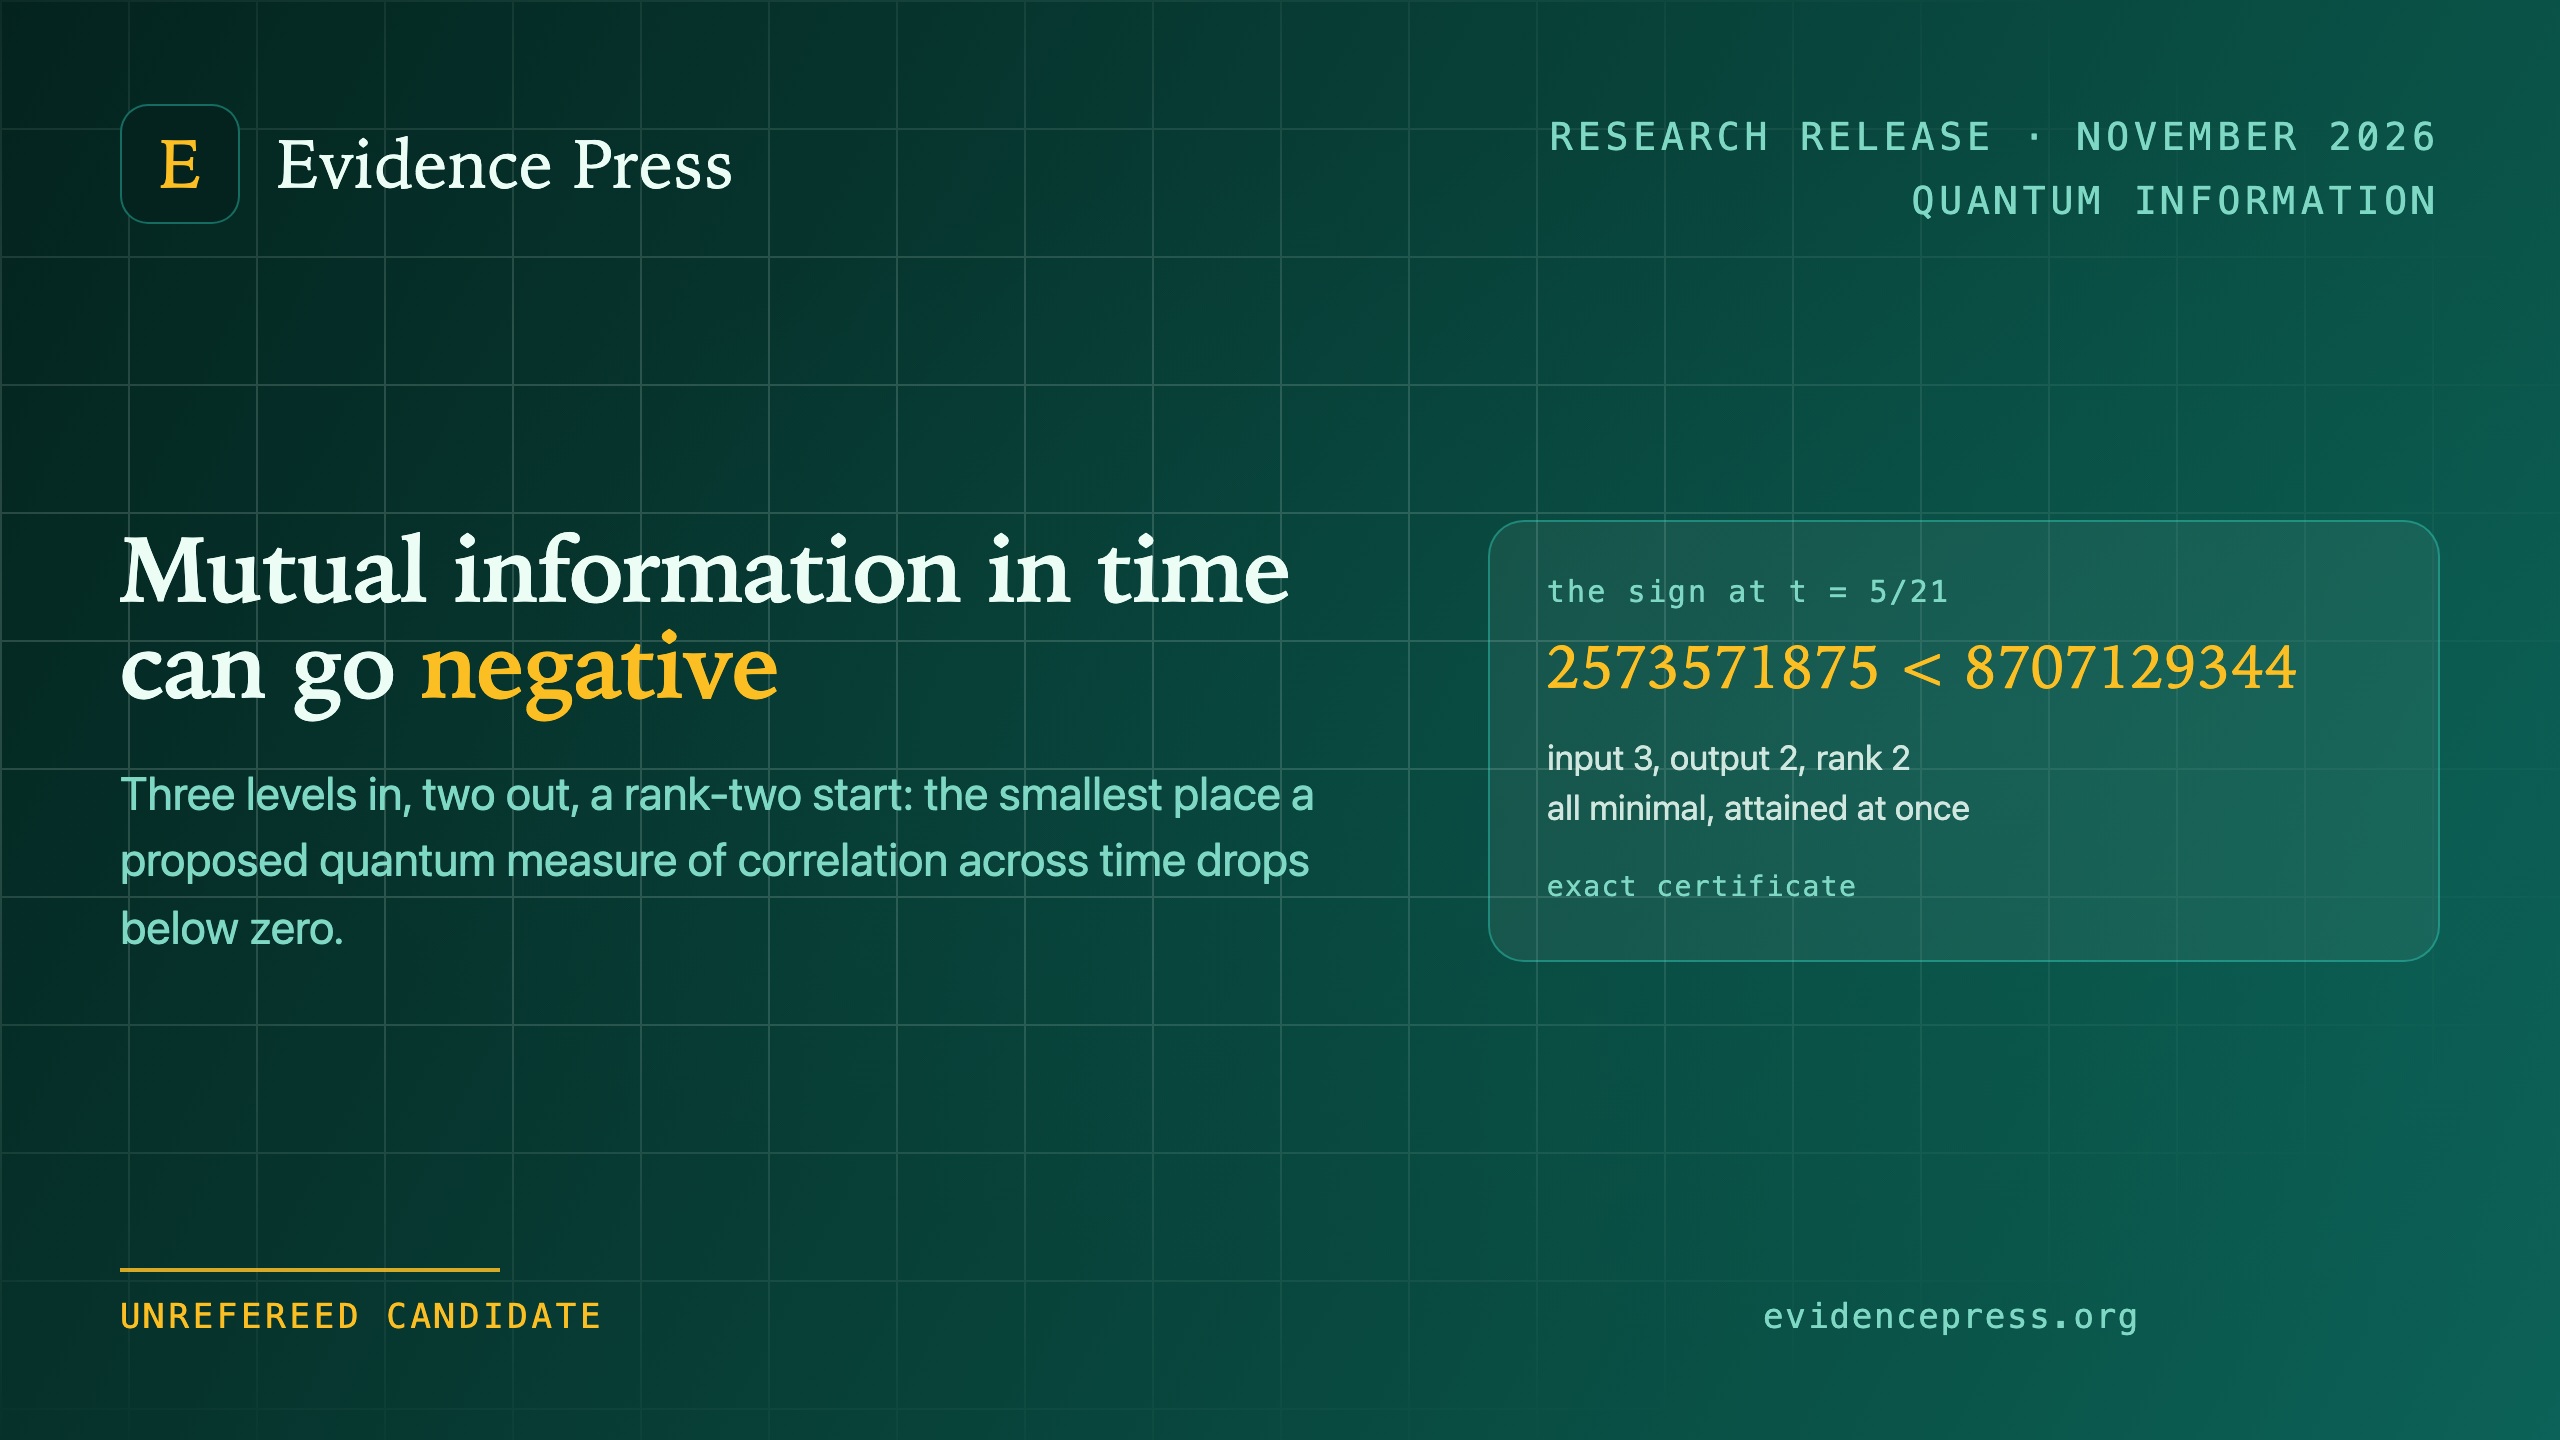 E
Evidence Press
RESEARCH RELEASE · NOVEMBER 2026
QUANTUM INFORMATION
Mutual information in time
can go negative
Three levels in, two out, a rank-two start: the smallest place a
proposed quantum measure of correlation across time drops
below zero.
the sign at t = 5/21
2573571875 < 8707129344
input 3, output 2, rank 2
all minimal, attained at once
exact certificate
UNREFEREED CANDIDATE
evidencepress.org